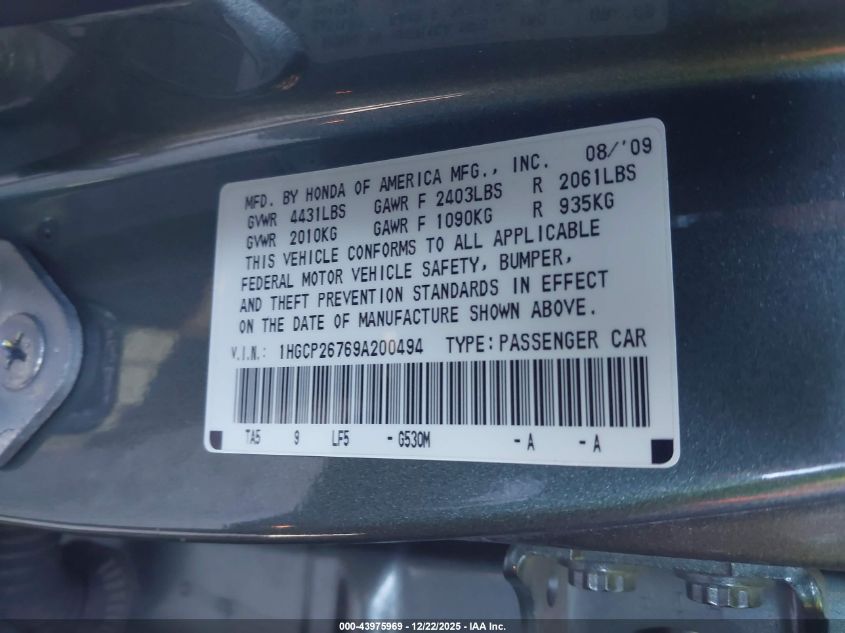 MFD. BY HONDA OF AMERICA MFG., INC. 08/'09
GVWR 4431LBS GAWR F 2403LBS R 2061LBS
GVWR 2010KG GAWR F 1090KG R 935KG
THIS VEHICLE CONFORMS TO ALL APPLICABLE
FEDERAL MOTOR VEHICLE SAFETY, BUMPER,
AND THEFT PREVENTION STANDARDS IN EFFECT
ON THE DATE OF MANUFACTURE SHOWN ABOVE.
V.I.N.: 1HGCP26769A200494 TYPE:PASSENGER CAR
TA5 9 LF5 -G530M -A -A
000-43975969 • 12/22/2025 - IAA Inc.